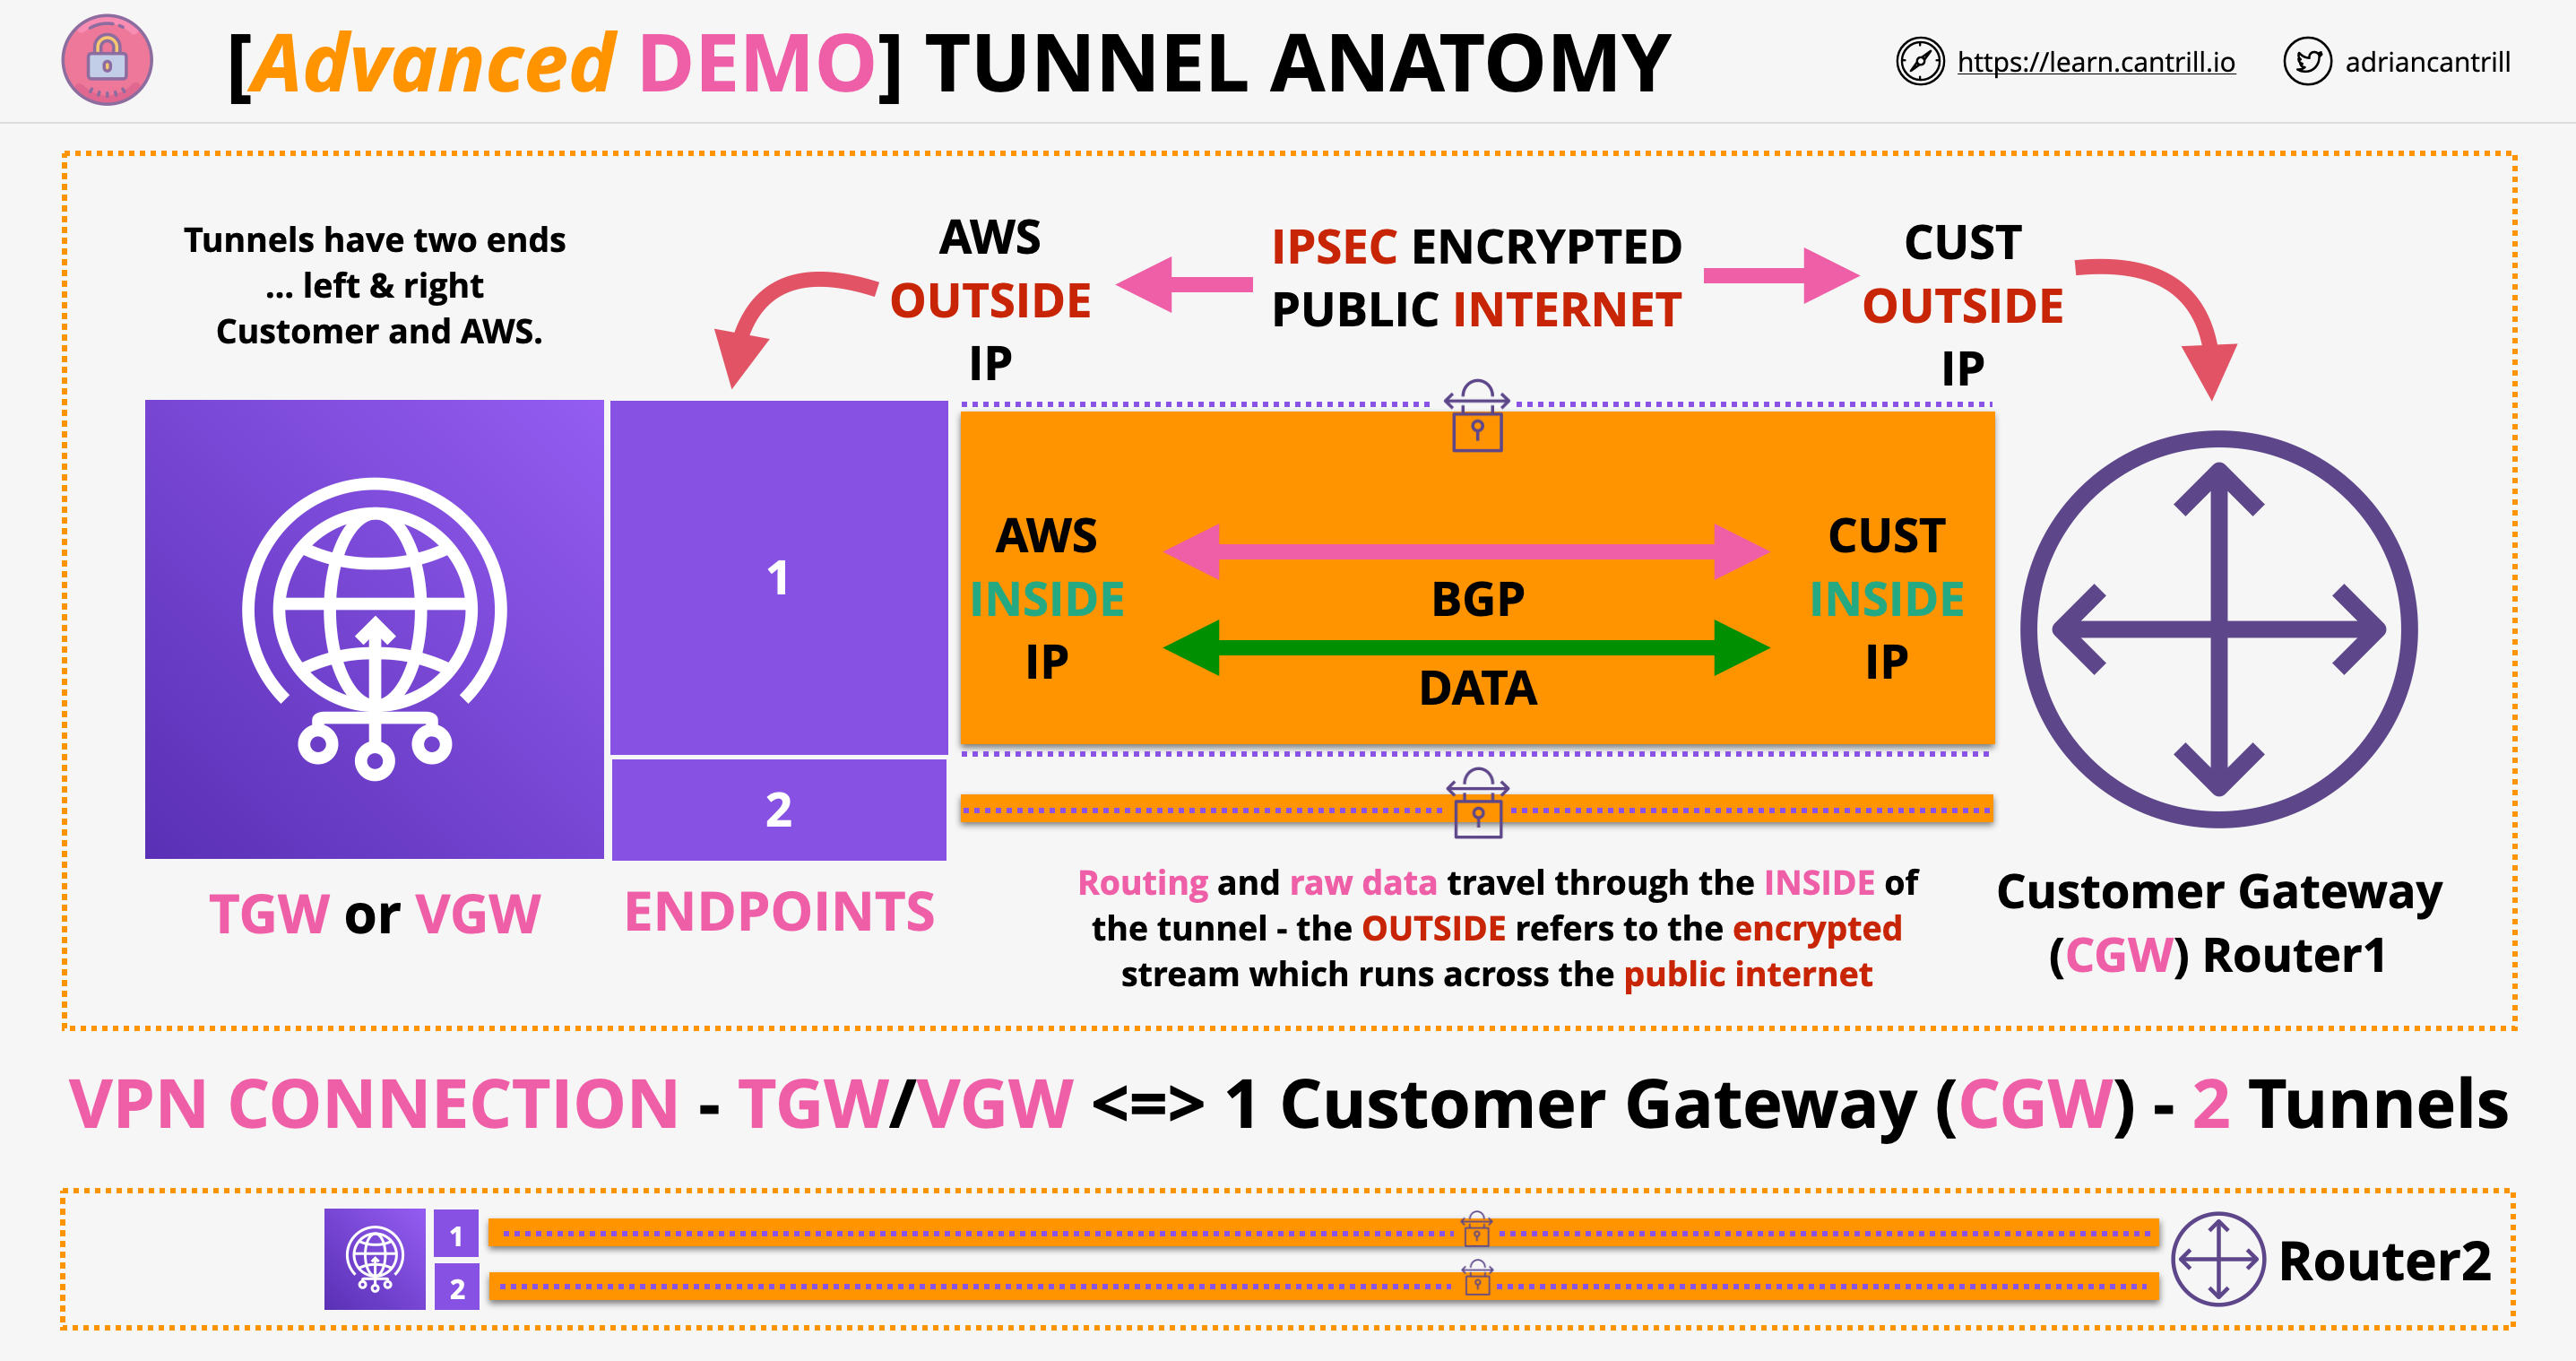 [Advanced DEMO] TUNNEL ANATOMY
https://learn.cantrill.io
adriancantrill
Tunnels have two ends
... left & right
Customer and AWS.
AWS
OUTSIDE
IP
IPSEC ENCRYPTED
PUBLIC INTERNET
CUST
OUTSIDE
IP
1
2
AWS
INSIDE
IP
BGP
DATA
CUST
INSIDE
IP
TGW or VGW
ENDPOINTS
Routing and raw data travel through the INSIDE of
the tunnel - the OUTSIDE refers to the encrypted
stream which runs across the public internet
Customer Gateway
(CGW) Router1
VPN CONNECTION - TGW/VGW <=> 1 Customer Gateway (CGW) - 2 Tunnels
1
2
Router2